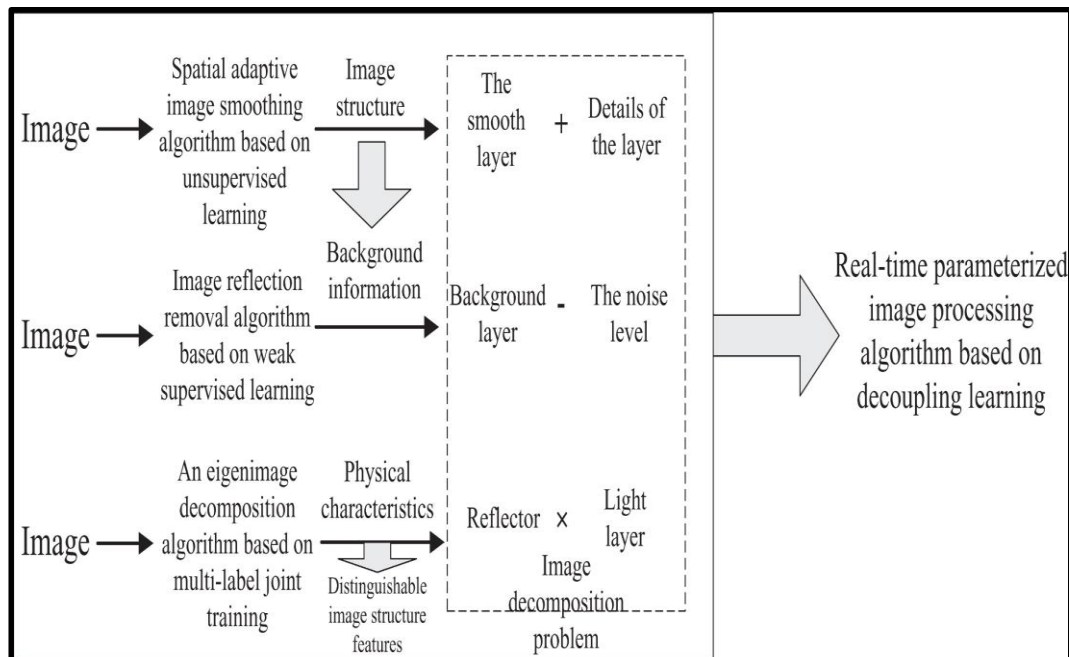 Image
Spatial adaptive
image smoothing
algorithm based on
unsupervised
learning
Image
structure
The
smooth
layer
+
Details of
the layer
Background
information
Image
Image reflection
removal algorithm
based on weak
supervised learning
Background
layer
-
The noise
level
Image
An eigenimage
decomposition
algorithm based on
multi-label joint
training
Physical
characteristics
Distinguishable
image structure
features
Reflector
×
Light
layer
Image
decomposition
problem
Real-time parameterized
image processing
algorithm based on
decoupling learning